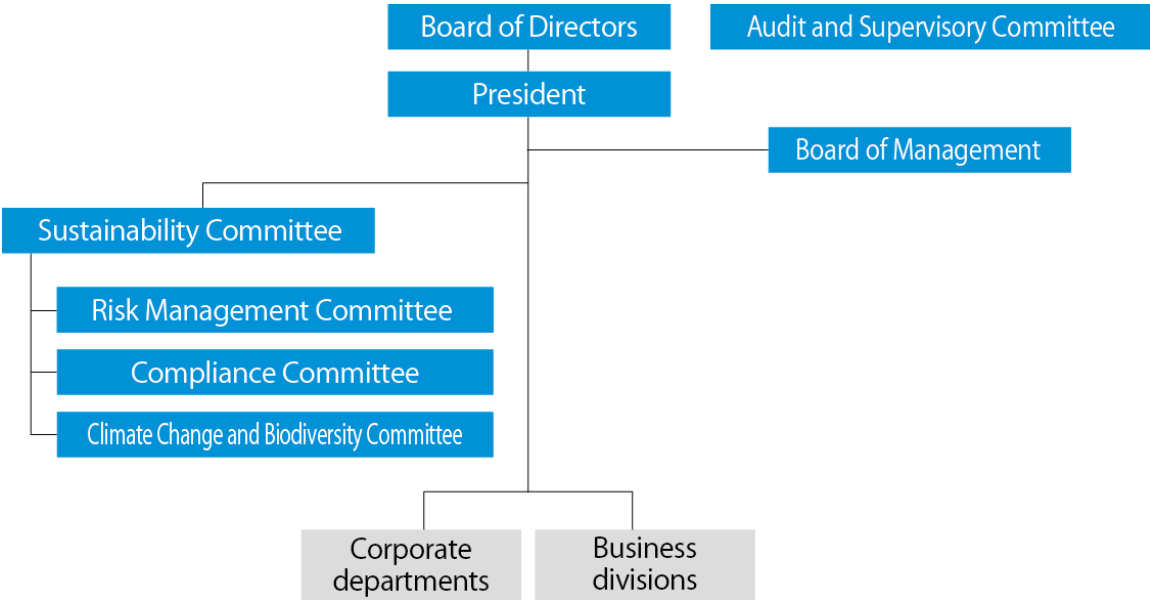 Board of Directors
Audit and Supervisory Committee
President
Board of Management
Sustainability Committee
Risk Management Committee
Compliance Committee
Climate Change and Biodiversity Committee
Corporate
departments
Business
divisions